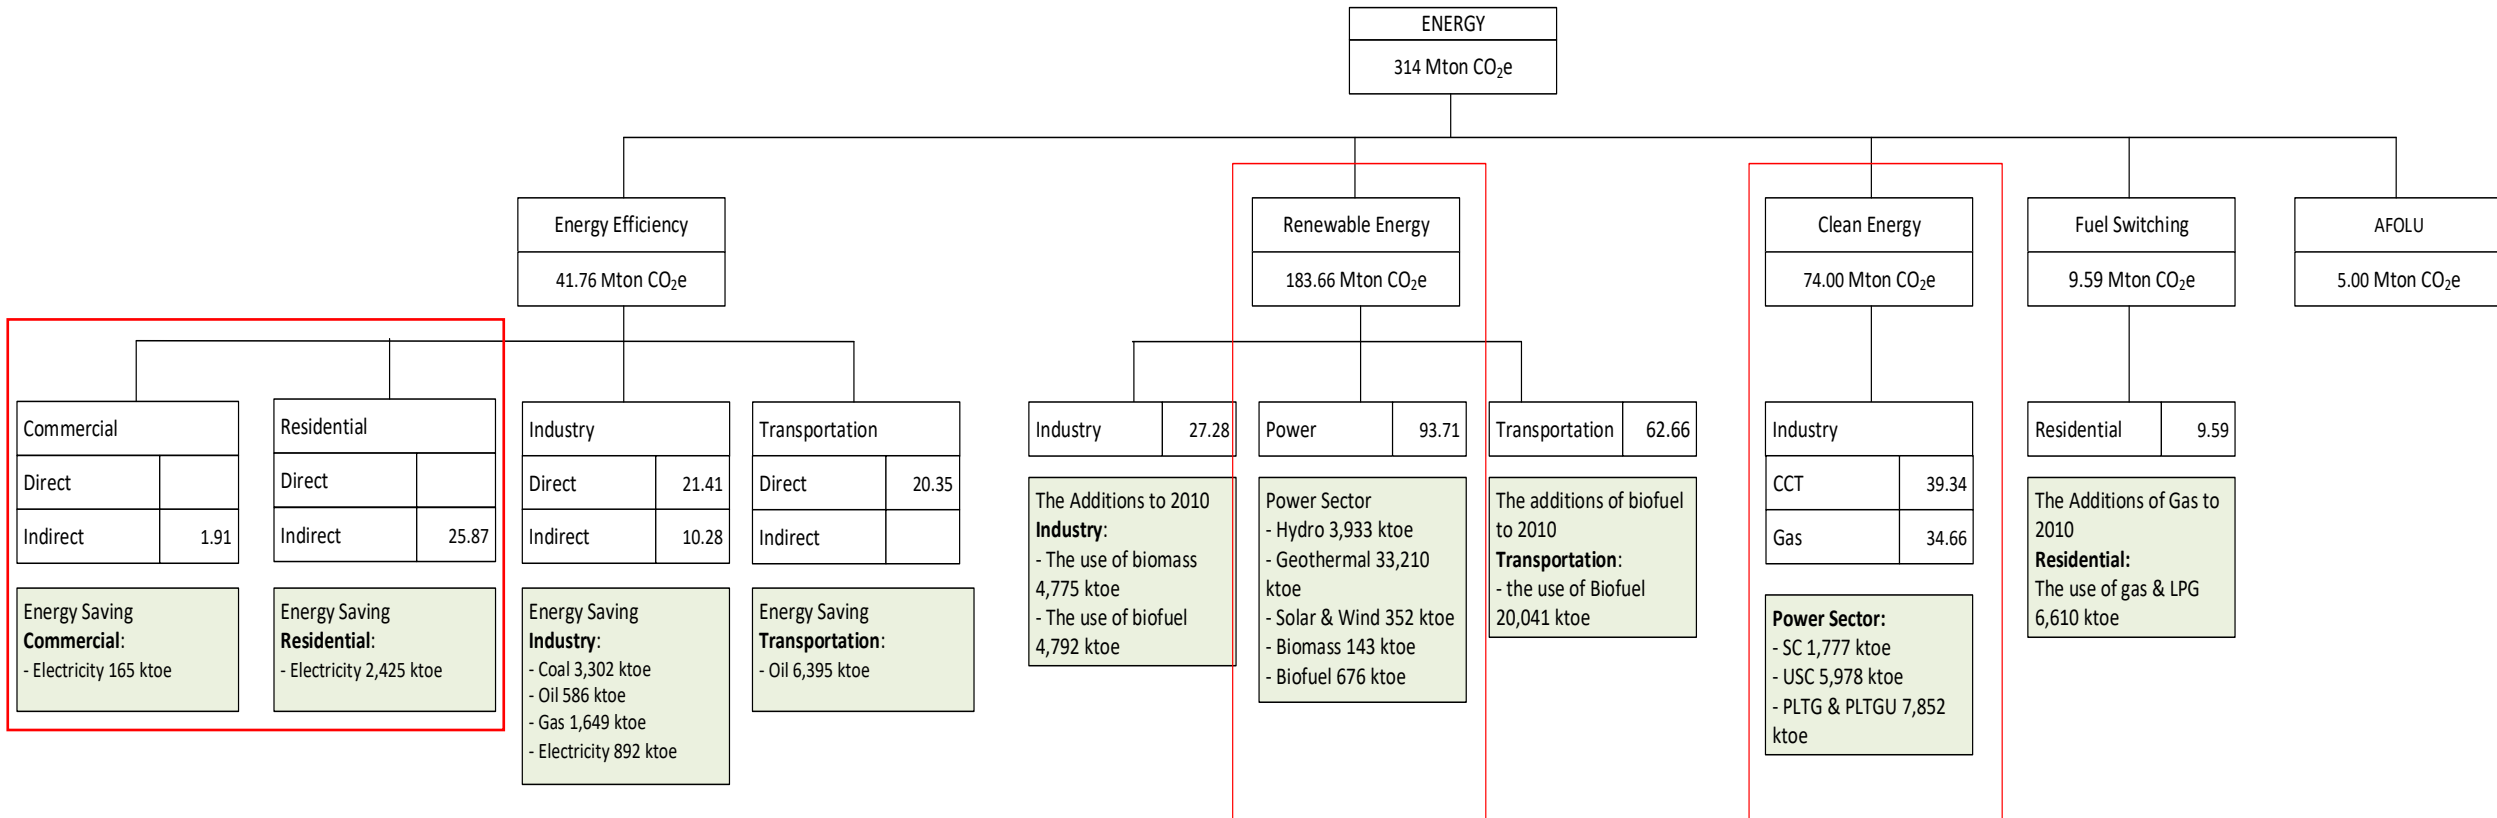 ENERGY
314 Mton CO₂e
Energy Efficiency
41.76 Mton CO₂e
Renewable Energy
183.66 Mton CO₂e
Clean Energy
74.00 Mton CO₂e
Fuel Switching
9.59 Mton CO₂e
AFOLU
5.00 Mton CO₂e
Commercial
Direct
Indirect 1.91
Energy Saving
Commercial:
- Electricity 165 ktoe
Residential
Direct
Indirect 25.87
Energy Saving
Residential:
- Electricity 2,425 ktoe
Industry
Direct 21.41
Indirect 10.28
Energy Saving
Industry:
- Coal 3,302 ktoe
- Oil 586 ktoe
- Gas 1,649 ktoe
- Electricity 892 ktoe
Transportation
Direct 20.35
Indirect
Energy Saving
Transportation:
- Oil 6,395 ktoe
Industry 27.28
The Additions to 2010
Industry:
- The use of biomass
4,775 ktoe
- The use of biofuel
4,792 ktoe
Power 93.71
Power Sector
- Hydro 3,933 ktoe
- Geothermal 33,210
ktoe
- Solar & Wind 352 ktoe
- Biomass 143 ktoe
- Biofuel 676 ktoe
Transportation 62.66
The additions of biofuel
to 2010
Transportation:
- the use of Biofuel
20,041 ktoe
Industry
CCT 39.34
Gas 34.66
Power Sector:
- SC 1,777 ktoe
- USC 5,978 ktoe
- PLTG & PLTGU 7,852
ktoe
Residential 9.59
The Additions of Gas to
2010
Residential:
The use of gas & LPG
6,610 ktoe